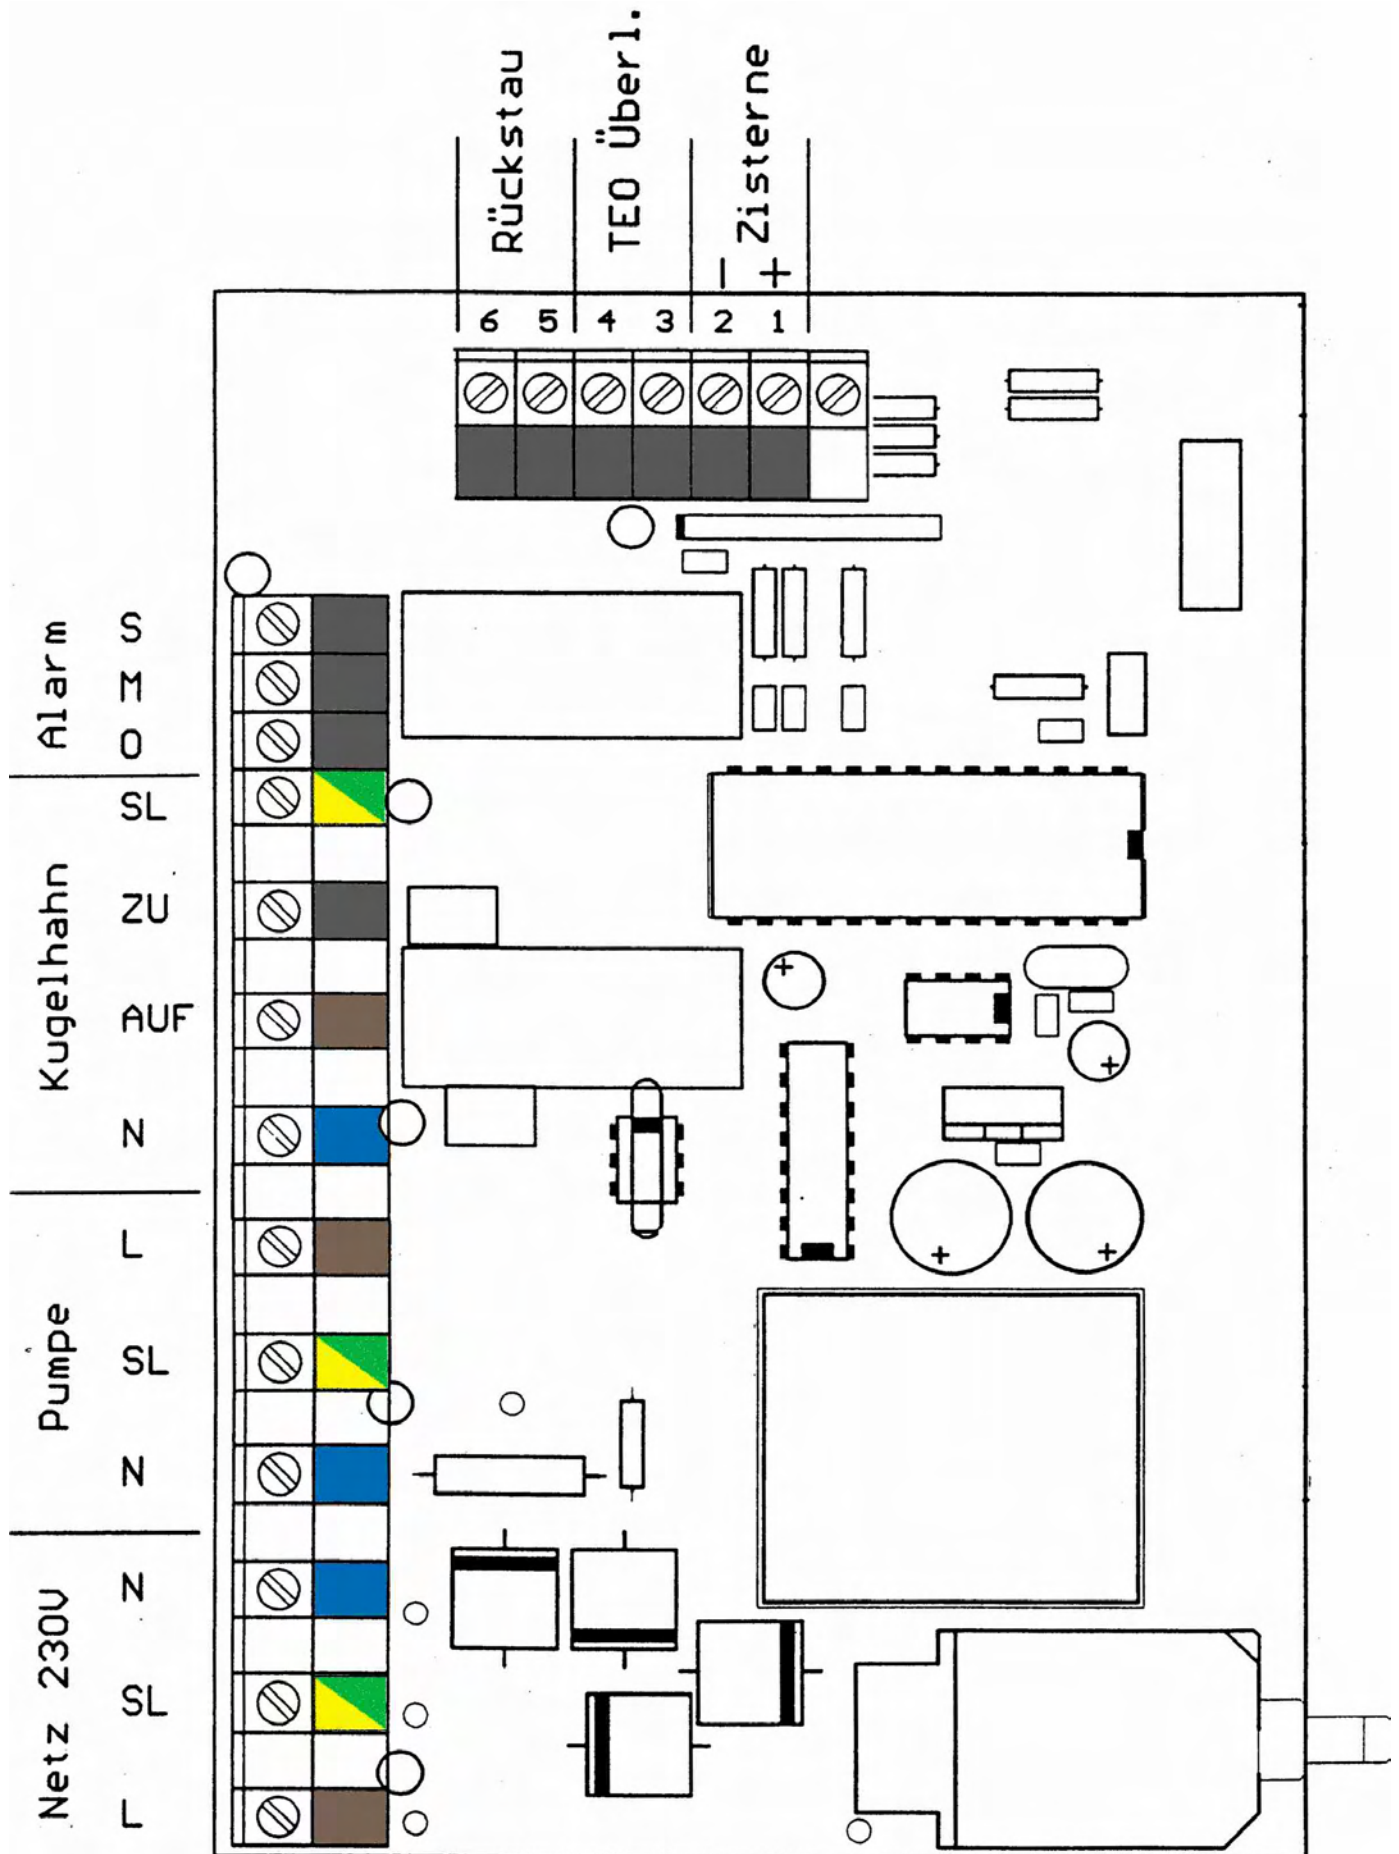 Rückstau
TEO Überl.
- +
Zisterne
6 5 4 3 2 1
Alarm
S
M
O
Kugelhahn
SL
ZU
AUF
N
Pumpe
L
SL
N
Netz 230V
N
SL
L
+
+
+
+